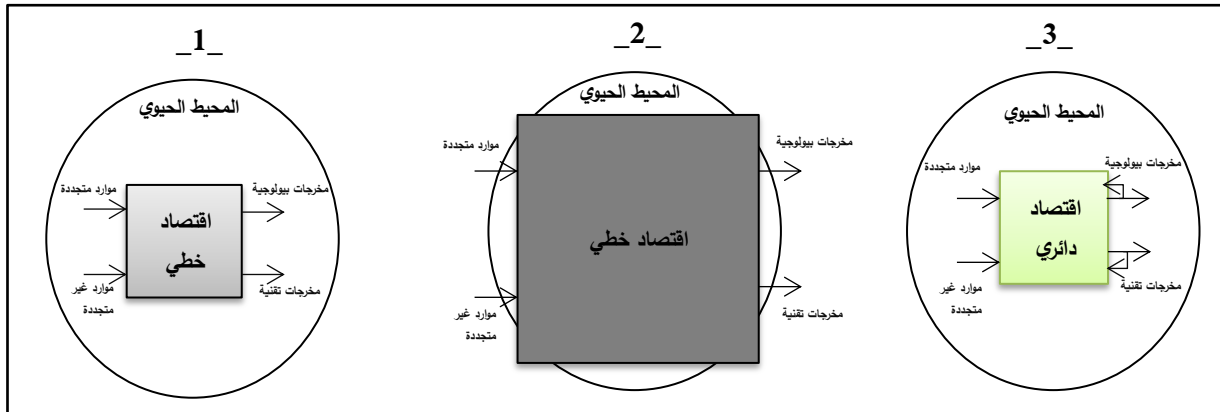 _1_
المحيط الحيوي
موارد متجددة
مخرجات بيولوجية
اقتصاد
خطي
موارد غير
متجددة
مخرجات تقنية
_2_
المحيط الحيوي
موارد متجددة
مخرجات بيولوجية
اقتصاد خطي
موارد غير
متجددة
مخرجات تقنية
_3_
المحيط الحيوي
موارد متجددة
مخرجات بيولوجية
اقتصاد
دائري
موارد غير
متجددة
مخرجات تقنية